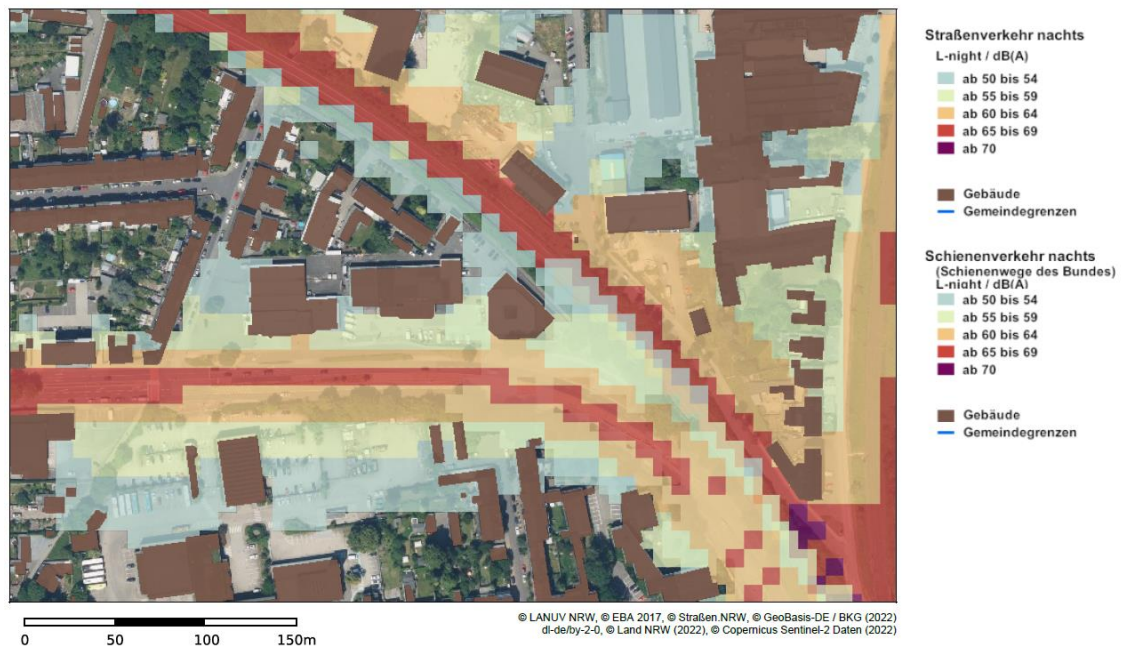 Straßenverkehr nachts
L-night / dB(A)
ab 50 bis 54
ab 55 bis 59
ab 60 bis 64
ab 65 bis 69
ab 70
Gebäude
Gemeindegrenzen
Schienenverkehr nachts
(Schienenwege des Bundes)
L-night / dB(A)
ab 50 bis 54
ab 55 bis 59
ab 60 bis 64
ab 65 bis 69
ab 70
Gebäude
Gemeindegrenzen
© LANUV NRW, © EBA 2017, © Straßen.NRW, © GeoBasis-DE / BKG (2022)
dl-de/by-2-0, © Land NRW (2022), © Copernicus Sentinel-2 Daten (2022)
0 50 100 150m